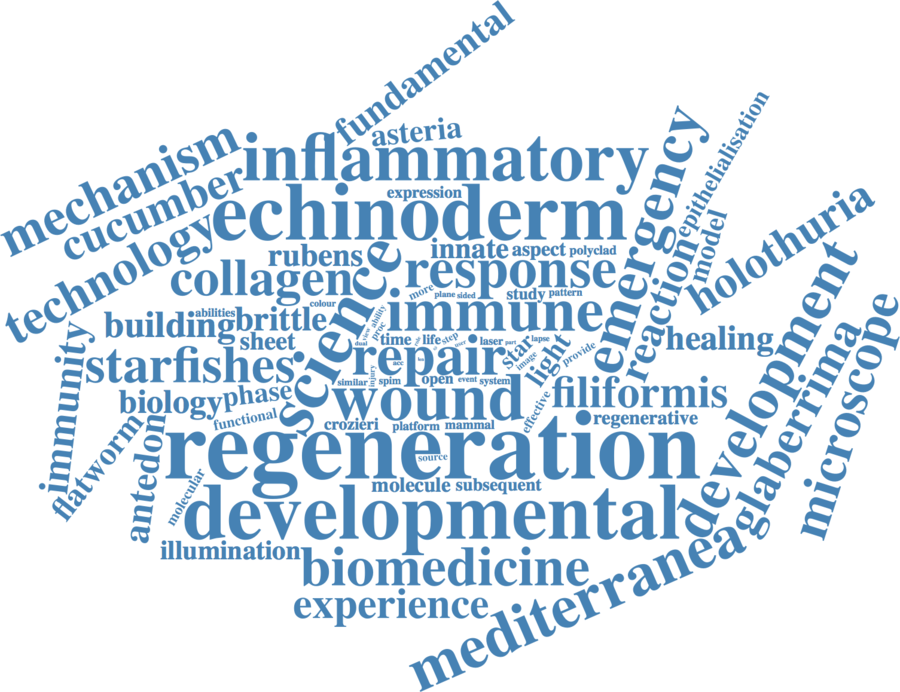 fundamental
asteria
mechanism
inflammatory
epithelialisation
cucumber
expression
emergency
echinoderm
technology
rubens
innate
aspect
polyclad
model
holothuria
collagen
science
response
reaction
more
plane
sided
study
pattern
colour
abilities
building
brittle
immune
ability
sheet
time
life
step
laser
part
lapse
star
healing
dual
proc
user
image
provide
light
development
immunity
starfishes
repair
injury
similar
spim
open
event
system
filiformis
glaberrima
microscope
biology
phase
wound
effective
functional
crozieri
platform
mammal
regenerative
flatworm
antedon
regeneration
source
molecular
molecule
subsequent
developmental
illumination
biomedicine
mediterranea
experience